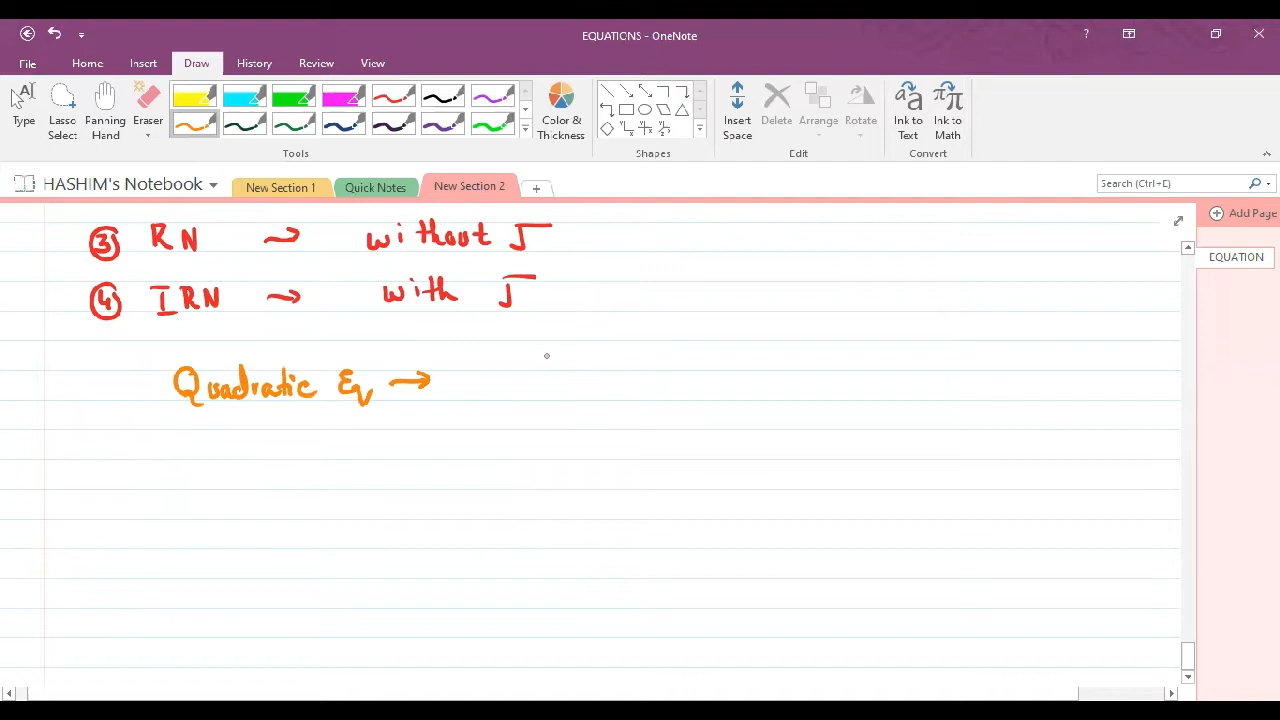 EQUATIONS - OneNote
?
File Home Insert Draw History Review View
Type
Lasso Select
Panning Hand
Eraser
Color & Thickness
Insert Space
Delete
Arrange
Rotate
Ink to Text
Ink to Math
Tools Shapes Edit Convert
HASHIM's Notebook New Section 1 Quick Notes New Section 2 +
Search (Ctrl+E)
Add Page
EQUATION
③ RN → without √
④ IRN → with √
Quadratic Eq →